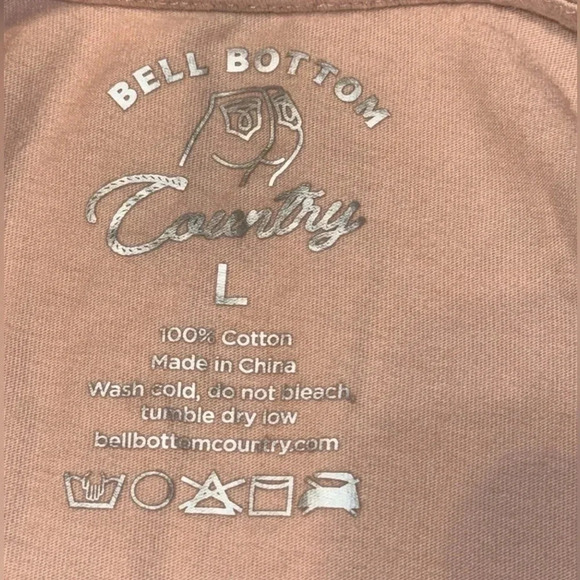 BELL BOTTOM
Country
L
100% Cotton
Made in China
Wash cold, do not bleach,
tumble dry low
bellbottomcountry.com